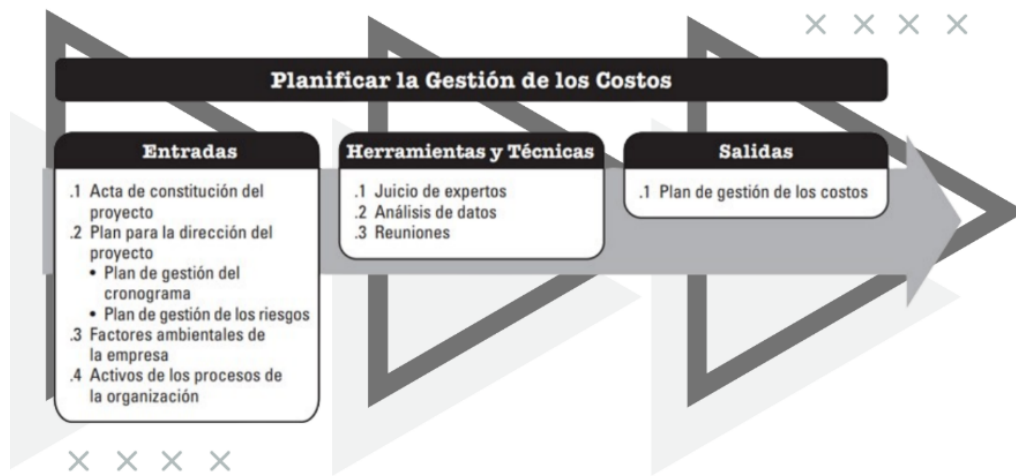 Planificar la Gestión de los Costos
Entradas
.1 Acta de constitución del
proyecto
.2 Plan para la dirección del
proyecto
• Plan de gestión del
cronograma
• Plan de gestión de los riesgos
.3 Factores ambientales de
la empresa
.4 Activos de los procesos de
la organización
Herramientas y Técnicas
.1 Juicio de expertos
.2 Análisis de datos
.3 Reuniones
Salidas
.1 Plan de gestión de los costos